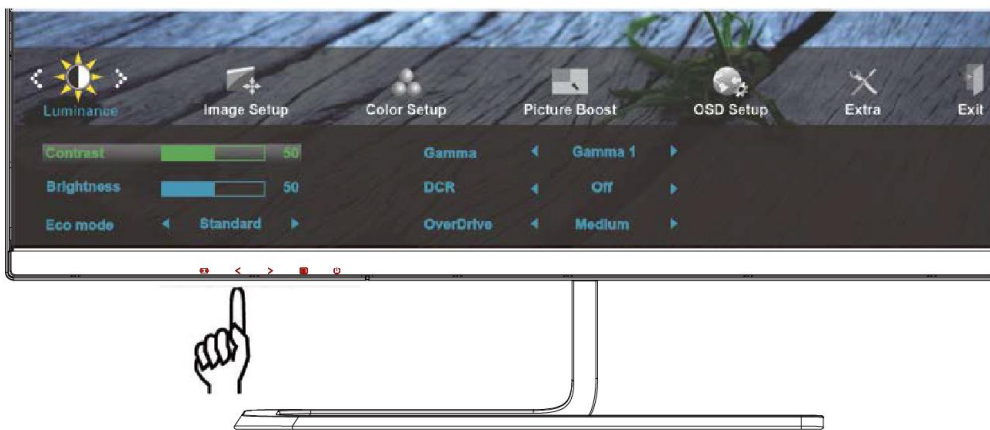 Luminance Image Setup Color Setup Picture Boost OSD Setup Extra Exit
Contrast 50 Gamma Gamma 1
Brightness 50 DCR Off
Eco mode Standard OverDrive Medium